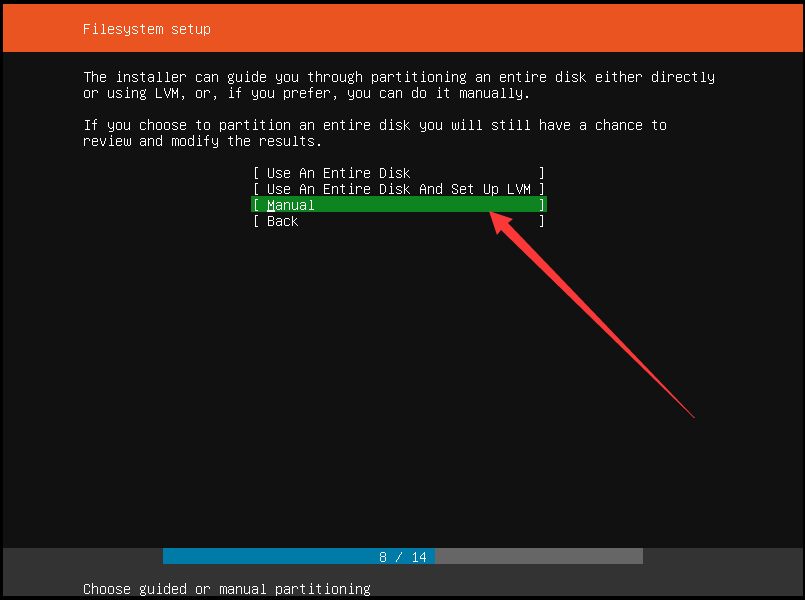 Filesystem setup
The installer can guide you through partitioning an entire disk either directly
or using LVM, or, if you prefer, you can do it manually.
If you choose to partition an entire disk you will still have a chance to
review and modify the results.
[ Use An Entire Disk ]
[ Use An Entire Disk And Set Up LVM ]
[ Manual ]
[ Back ]
8 / 14
Choose guided or manual partitioning